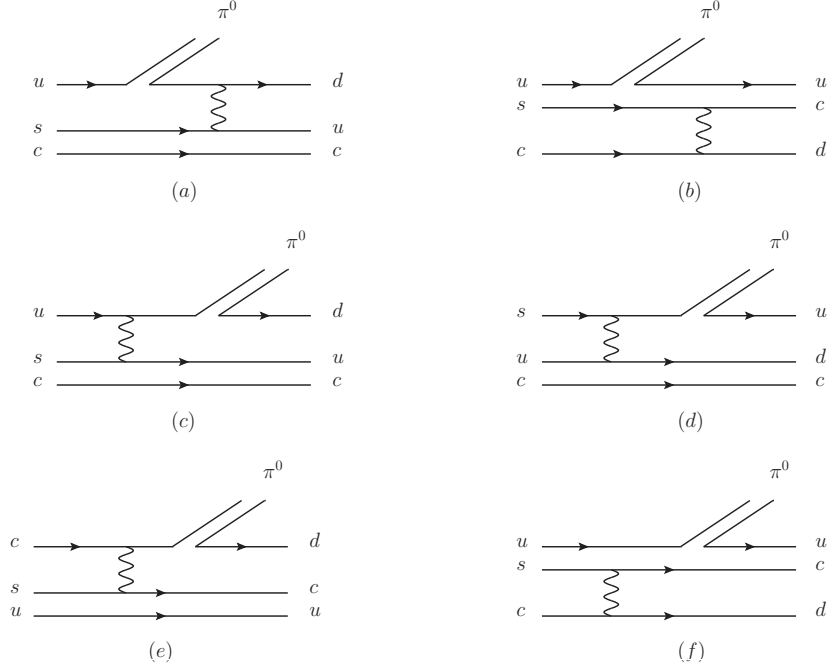 π⁰ π⁰
u d u u
s c
s u
c c c d
(a) (b)
π⁰ π⁰
u d s u
s u u d
c c c c
(c) (d)
π⁰ π⁰
c d u u
s c
s c
u u c d
(e) (f)